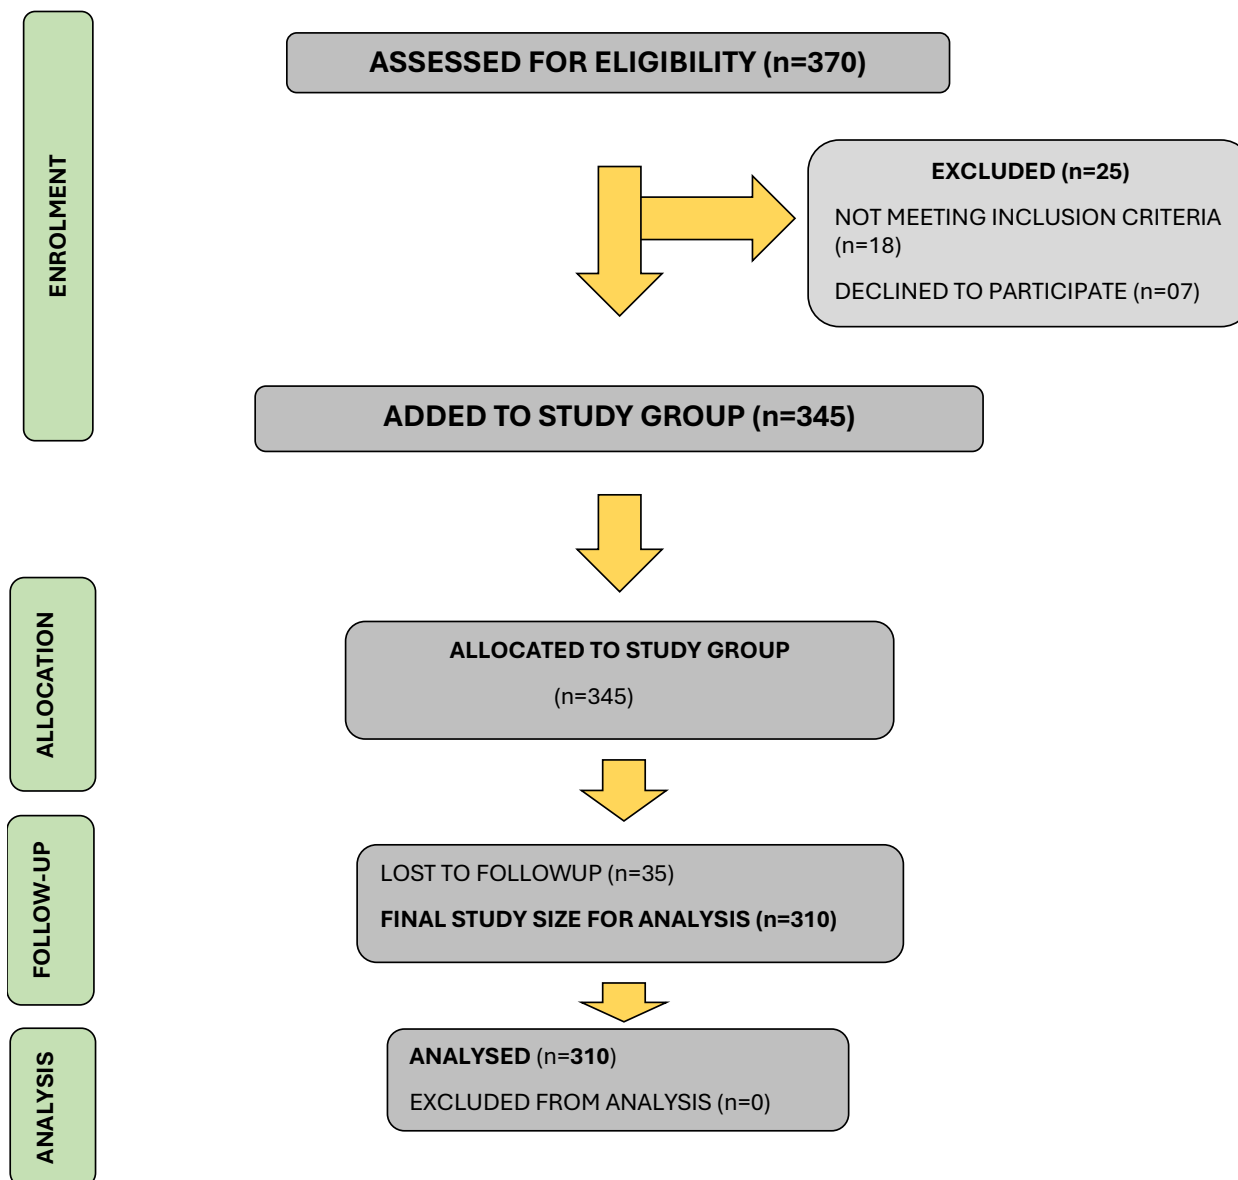 ENROLMENT
ASSESSED FOR ELIGIBILITY (n=370)
EXCLUDED (n=25)
NOT MEETING INCLUSION CRITERIA
(n=18)
DECLINED TO PARTICIPATE (n=07)
ADDED TO STUDY GROUP (n=345)
ALLOCATION
ALLOCATED TO STUDY GROUP
(n=345)
FOLLOW-UP
LOST TO FOLLOWUP (n=35)
FINAL STUDY SIZE FOR ANALYSIS (n=310)
ANALYSIS
ANALYSED (n=310)
EXCLUDED FROM ANALYSIS (n=0)